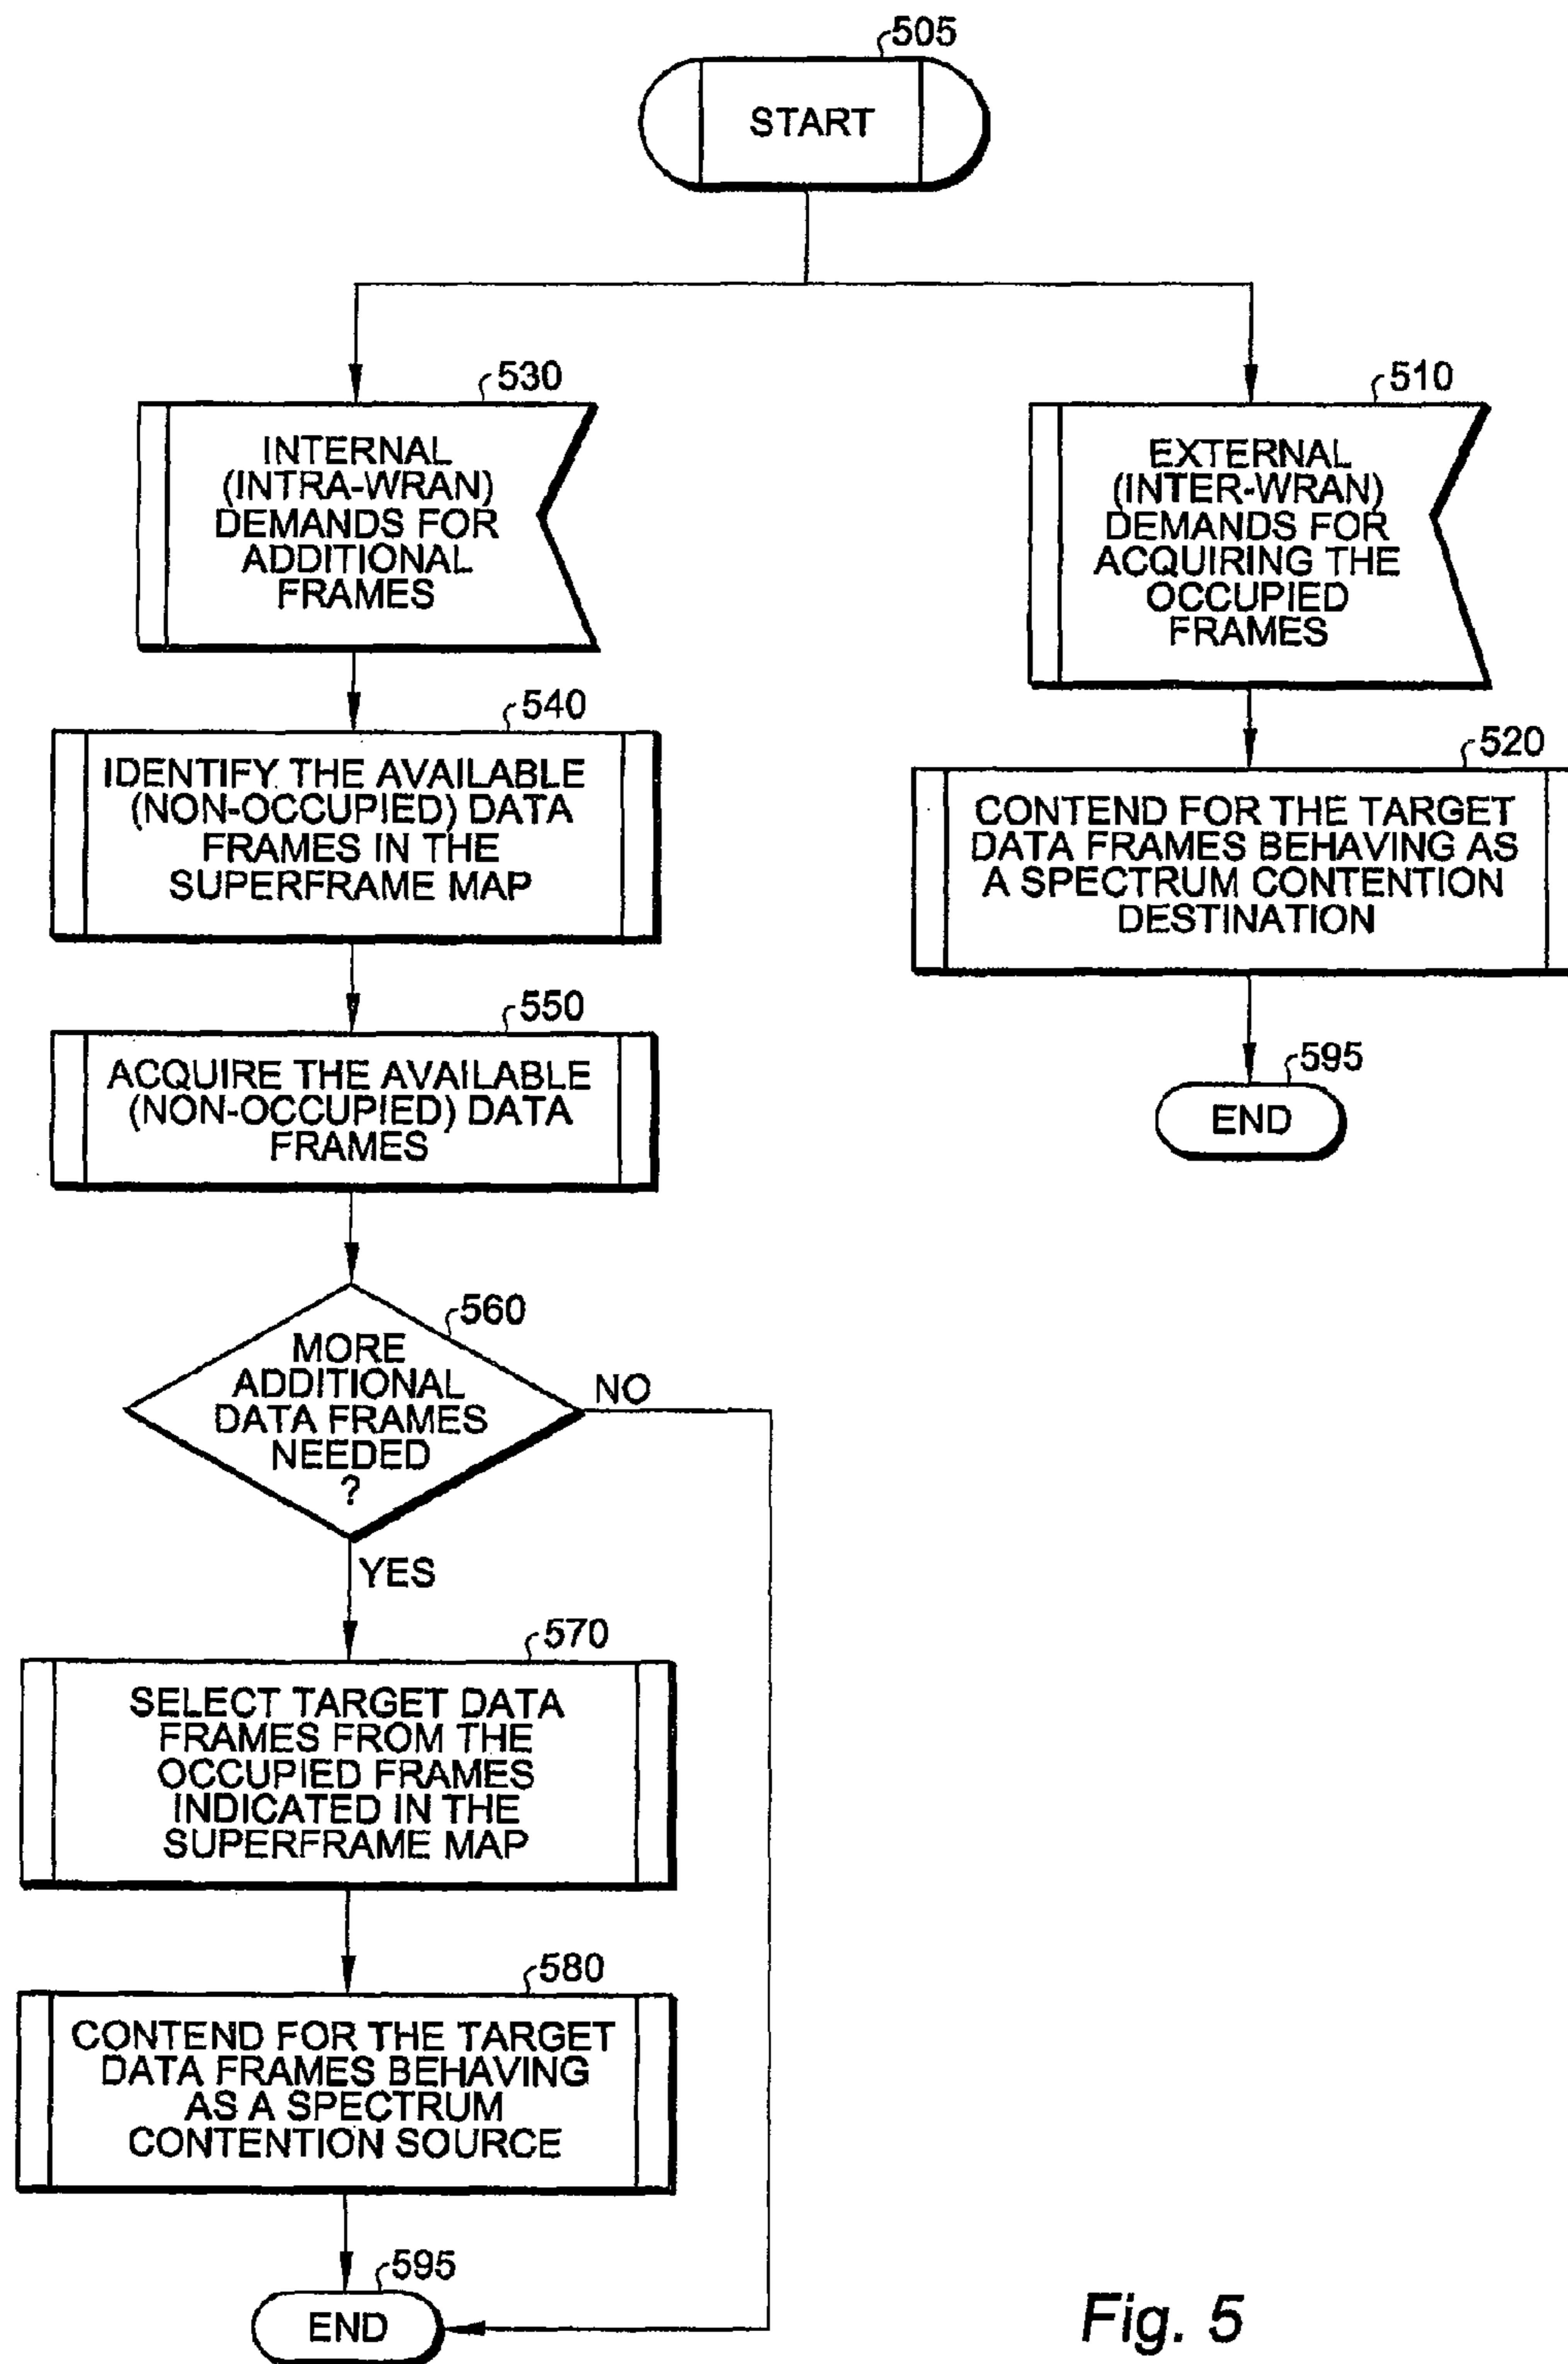 505
START
530
INTERNAL
(INTRA-WRAN)
DEMANDS FOR
ADDITIONAL
FRAMES
510
EXTERNAL
(INTER-WRAN)
DEMANDS FOR
ACQUIRING THE
OCCUPIED
FRAMES
540
IDENTIFY THE AVAILABLE
(NON-OCCUPIED) DATA
FRAMES IN THE
SUPERFRAME MAP
520
CONTEND FOR THE TARGET
DATA FRAMES BEHAVING AS
A SPECTRUM CONTENTION
DESTINATION
550
ACQUIRE THE AVAILABLE
(NON-OCCUPIED) DATA
FRAMES
595
END
560
MORE
ADDITIONAL
DATA FRAMES
NEEDED
?
NO
YES
570
SELECT TARGET DATA
FRAMES FROM THE
OCCUPIED FRAMES
INDICATED IN THE
SUPERFRAME MAP
580
CONTEND FOR THE TARGET
DATA FRAMES BEHAVING
AS A SPECTRUM
CONTENTION SOURCE
595
END
Fig. 5